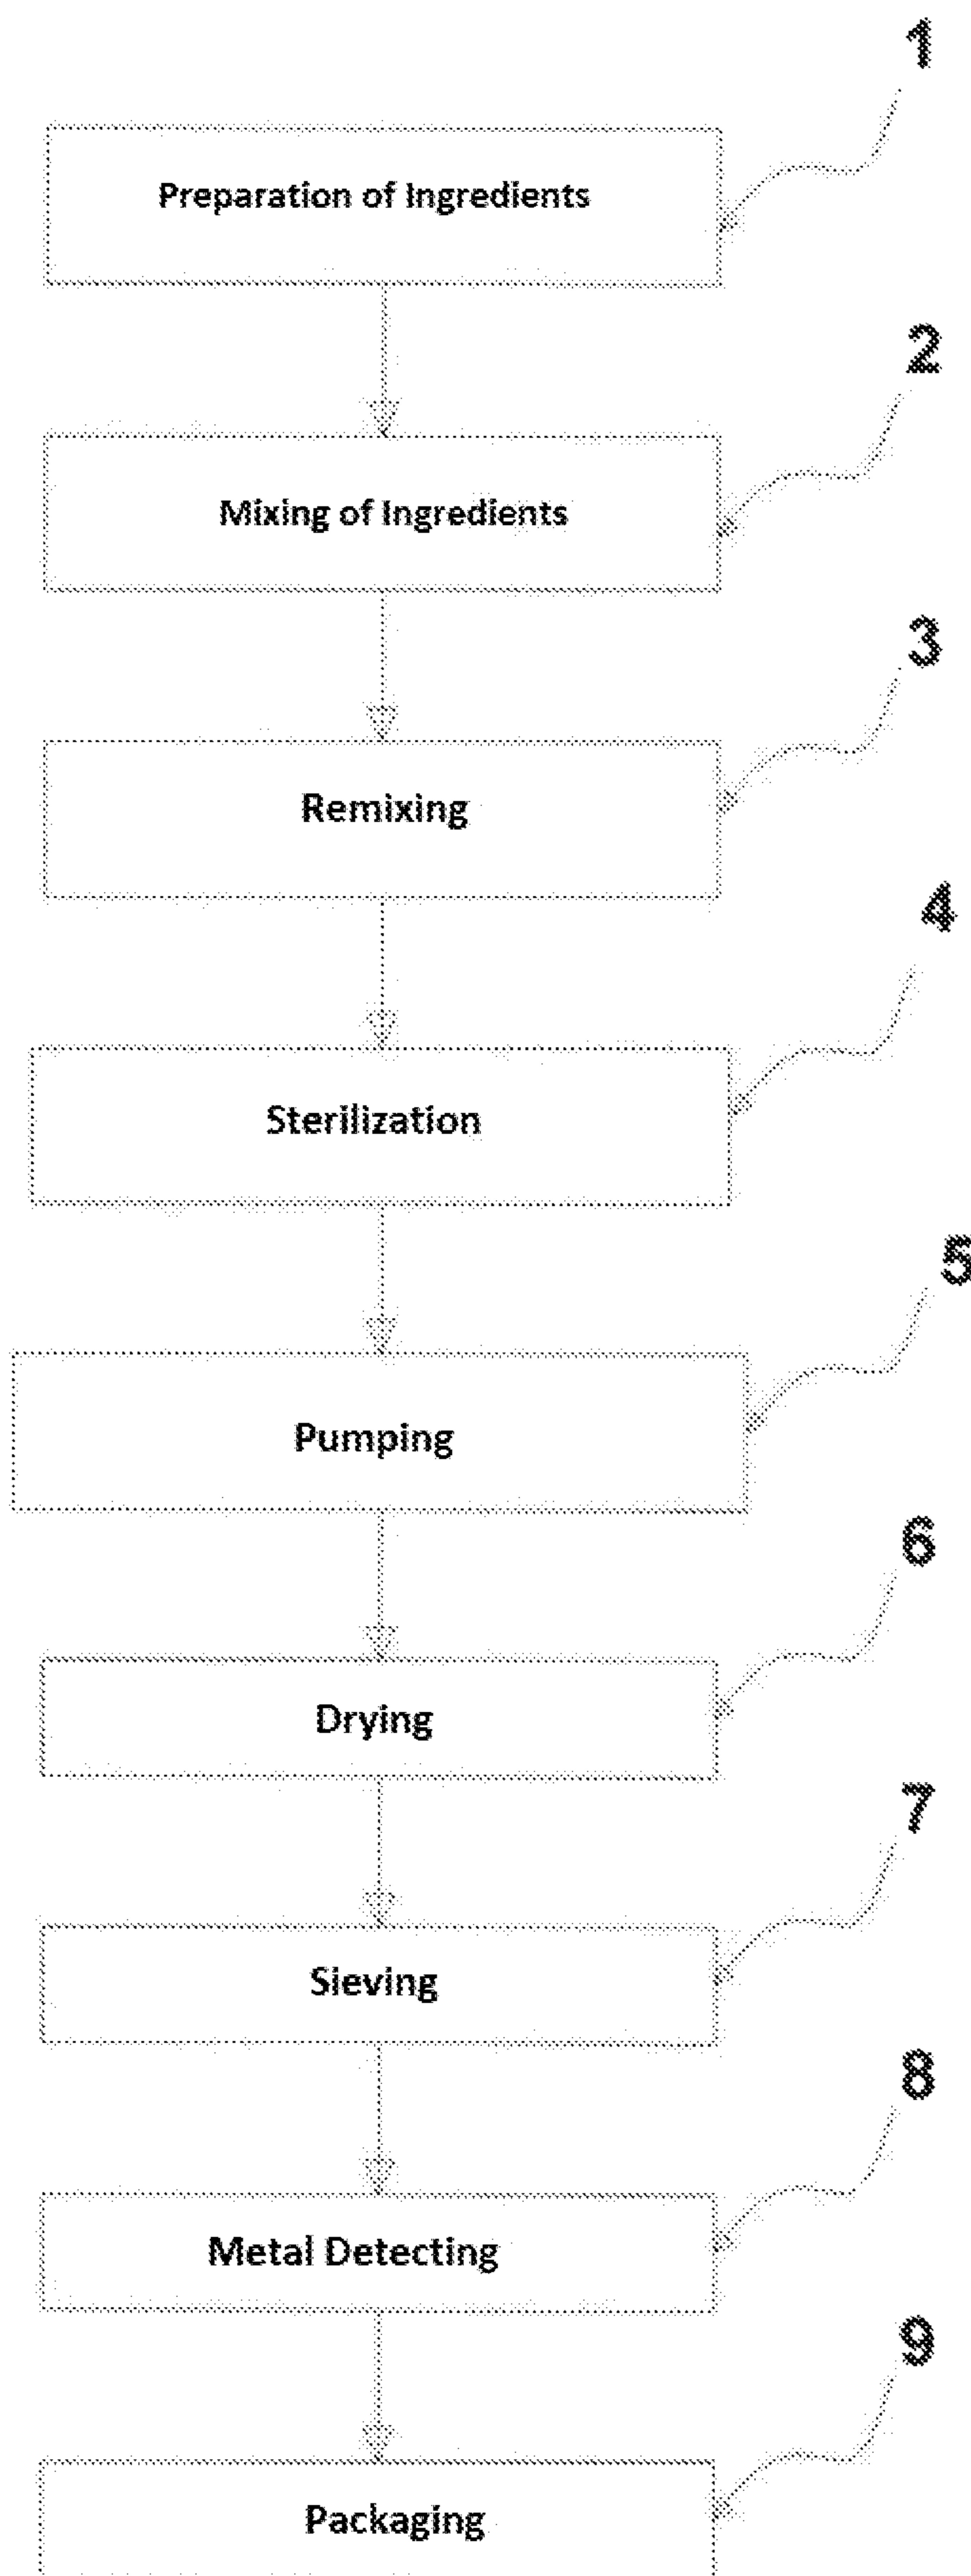 1
Preparation of Ingredients
2
Mixing of Ingredients
3
Remixing
4
Sterilization
5
Pumping
6
Drying
7
Sieving
8
Metal Detecting
9
Packaging